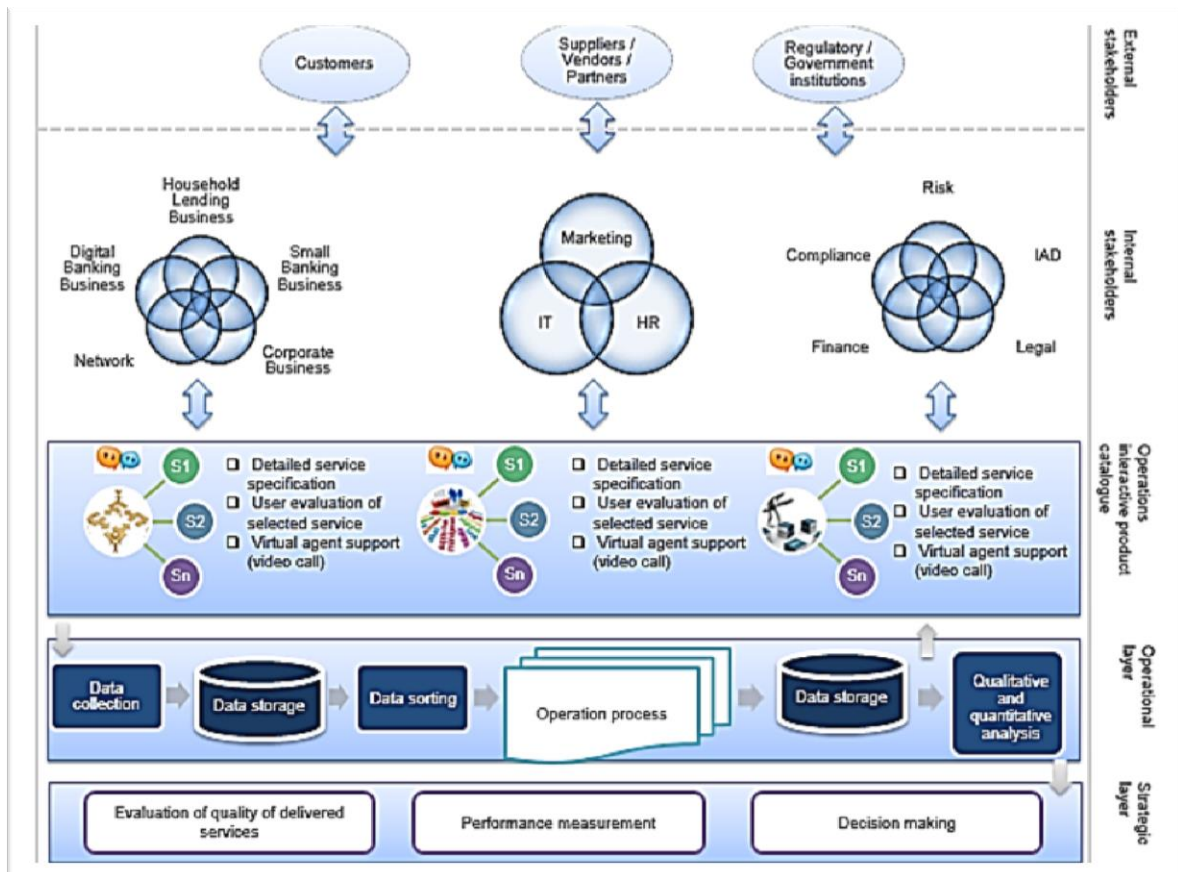 Customers
Suppliers /
Vendors /
Partners
Regulatory /
Government
institutions
External
stakeholders
Household
Lending
Business
Digital
Banking
Business
Small
Banking
Business
Network
Corporate
Business
Marketing
IT
HR
Risk
Compliance
IAD
Finance
Legal
Internal
stakeholders
S1
S2
Sn
❑ Detailed service
specification
❑ User evaluation of
selected service
❑ Virtual agent support
(video call)
S1
S2
Sn
❑ Detailed service
specification
❑ User evaluation of
selected service
❑ Virtual agent support
(video call)
S1
S2
Sn
❑ Detailed service
specification
❑ User evaluation of
selected service
❑ Virtual agent support
(video call)
Operations
interactive product
catalogue
Data
collection
Data storage
Data sorting
Operation process
Data storage
Qualitative
and
quantitative
analysis
Operational
layer
Evaluation of quality of delivered
services
Performance measurement
Decision making
Strategic
layer